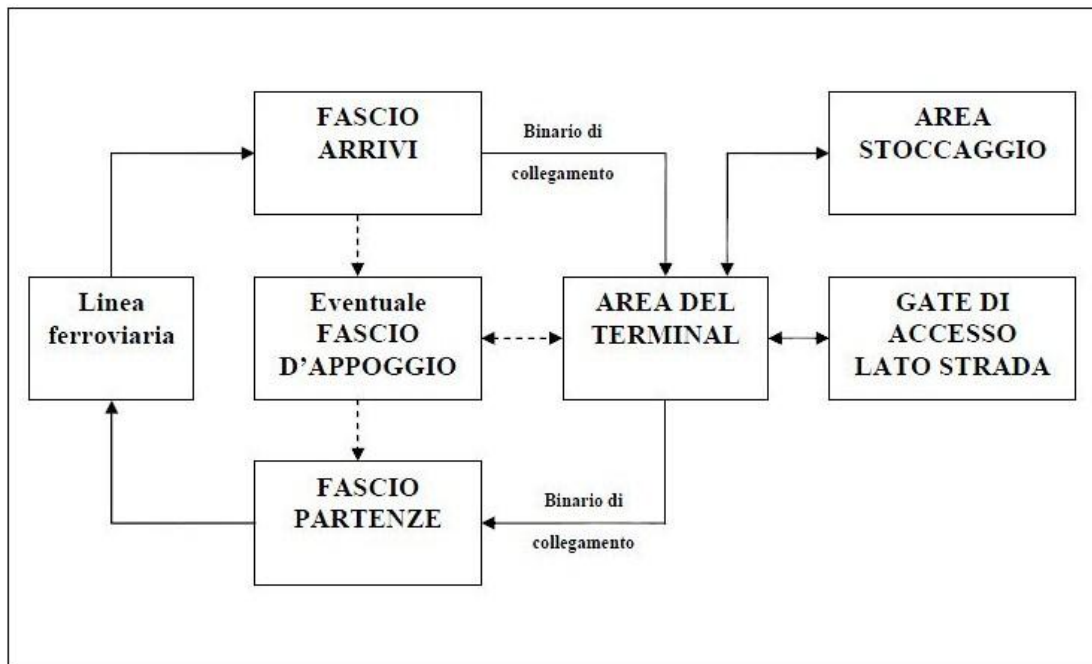 FASCIO
ARRIVI
Binario di
collegamento
AREA
STOCCAGGIO
Linea
ferroviaria
Eventuale
FASCIO
D'APPOGGIO
AREA DEL
TERMINAL
GATE DI
ACCESSO
LATO STRADA
FASCIO
PARTENZE
Binario di
collegamento